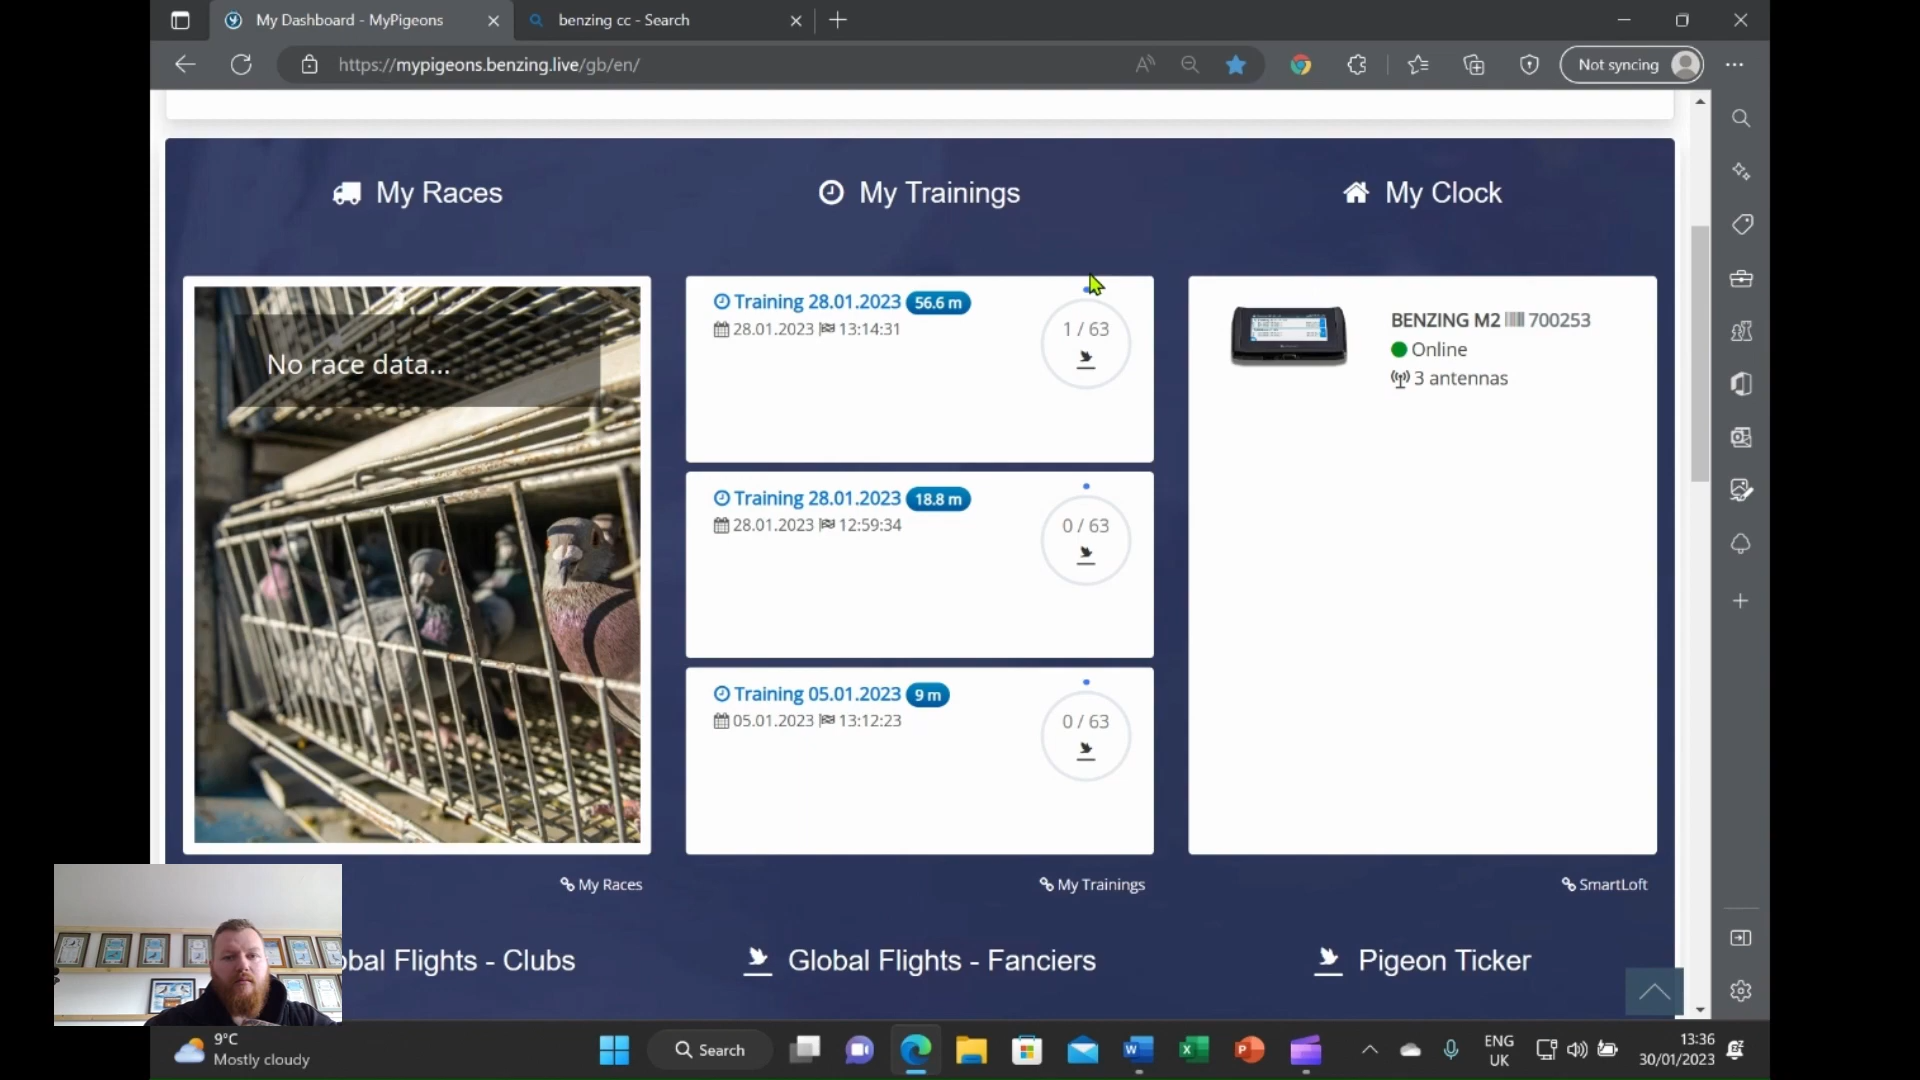 My Dashboard - MyPigeons
benzing cc - Search
https://mypigeons.benzing.live/gb/en/
Not syncing
My Races
My Trainings
My Clock
No race data...
Training 28.01.2023 56.6 m
28.01.2023 13:14:31
1 / 63
Training 28.01.2023 18.8 m
28.01.2023 12:59:34
0 / 63
Training 05.01.2023 9 m
05.01.2023 13:12:23
0 / 63
BENZING M2 700253
Online
3 antennas
My Races
My Trainings
SmartLoft
obal Flights - Clubs
Global Flights - Fanciers
Pigeon Ticker
9°C
Mostly cloudy
Search
ENG
UK
13:36
30/01/2023